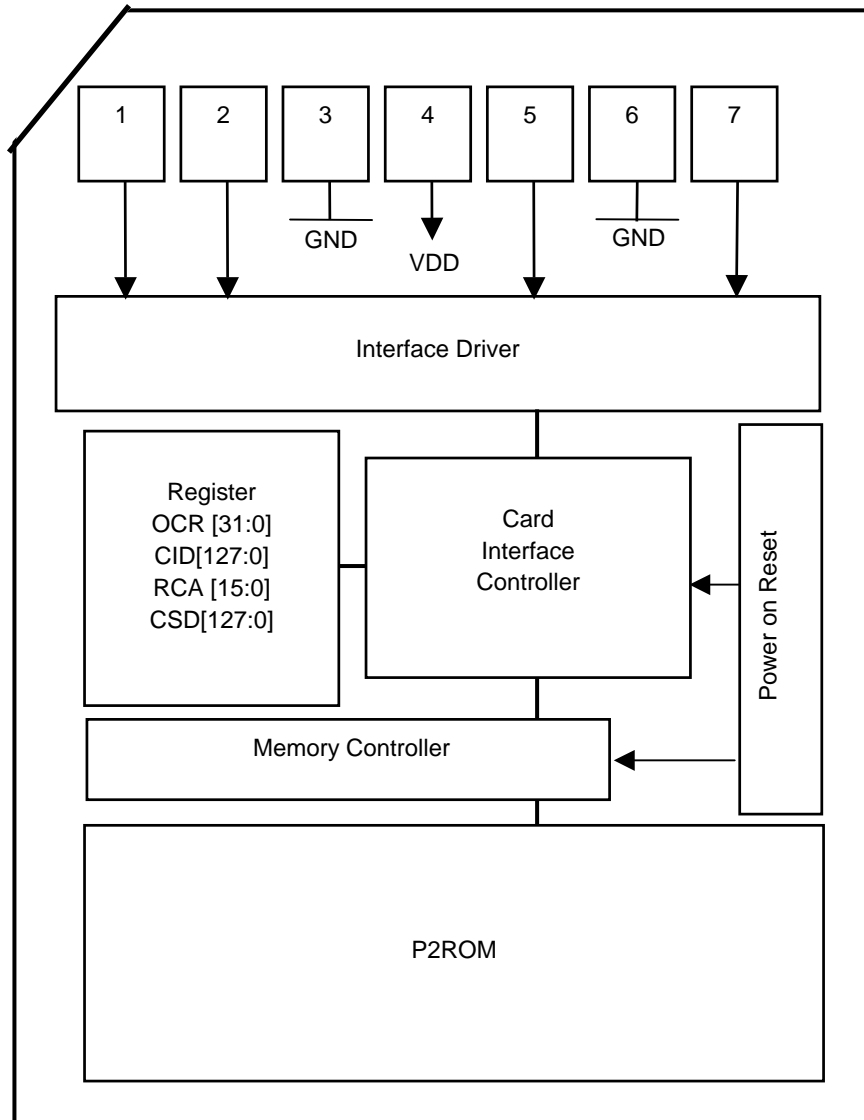 1
2
3
4
5
6
7
GND
VDD
GND
Interface Driver
Register
OCR [31:0]
CID[127:0]
RCA [15:0]
CSD[127:0]
Card
Interface
Controller
Power on Reset
Memory Controller
P2ROM